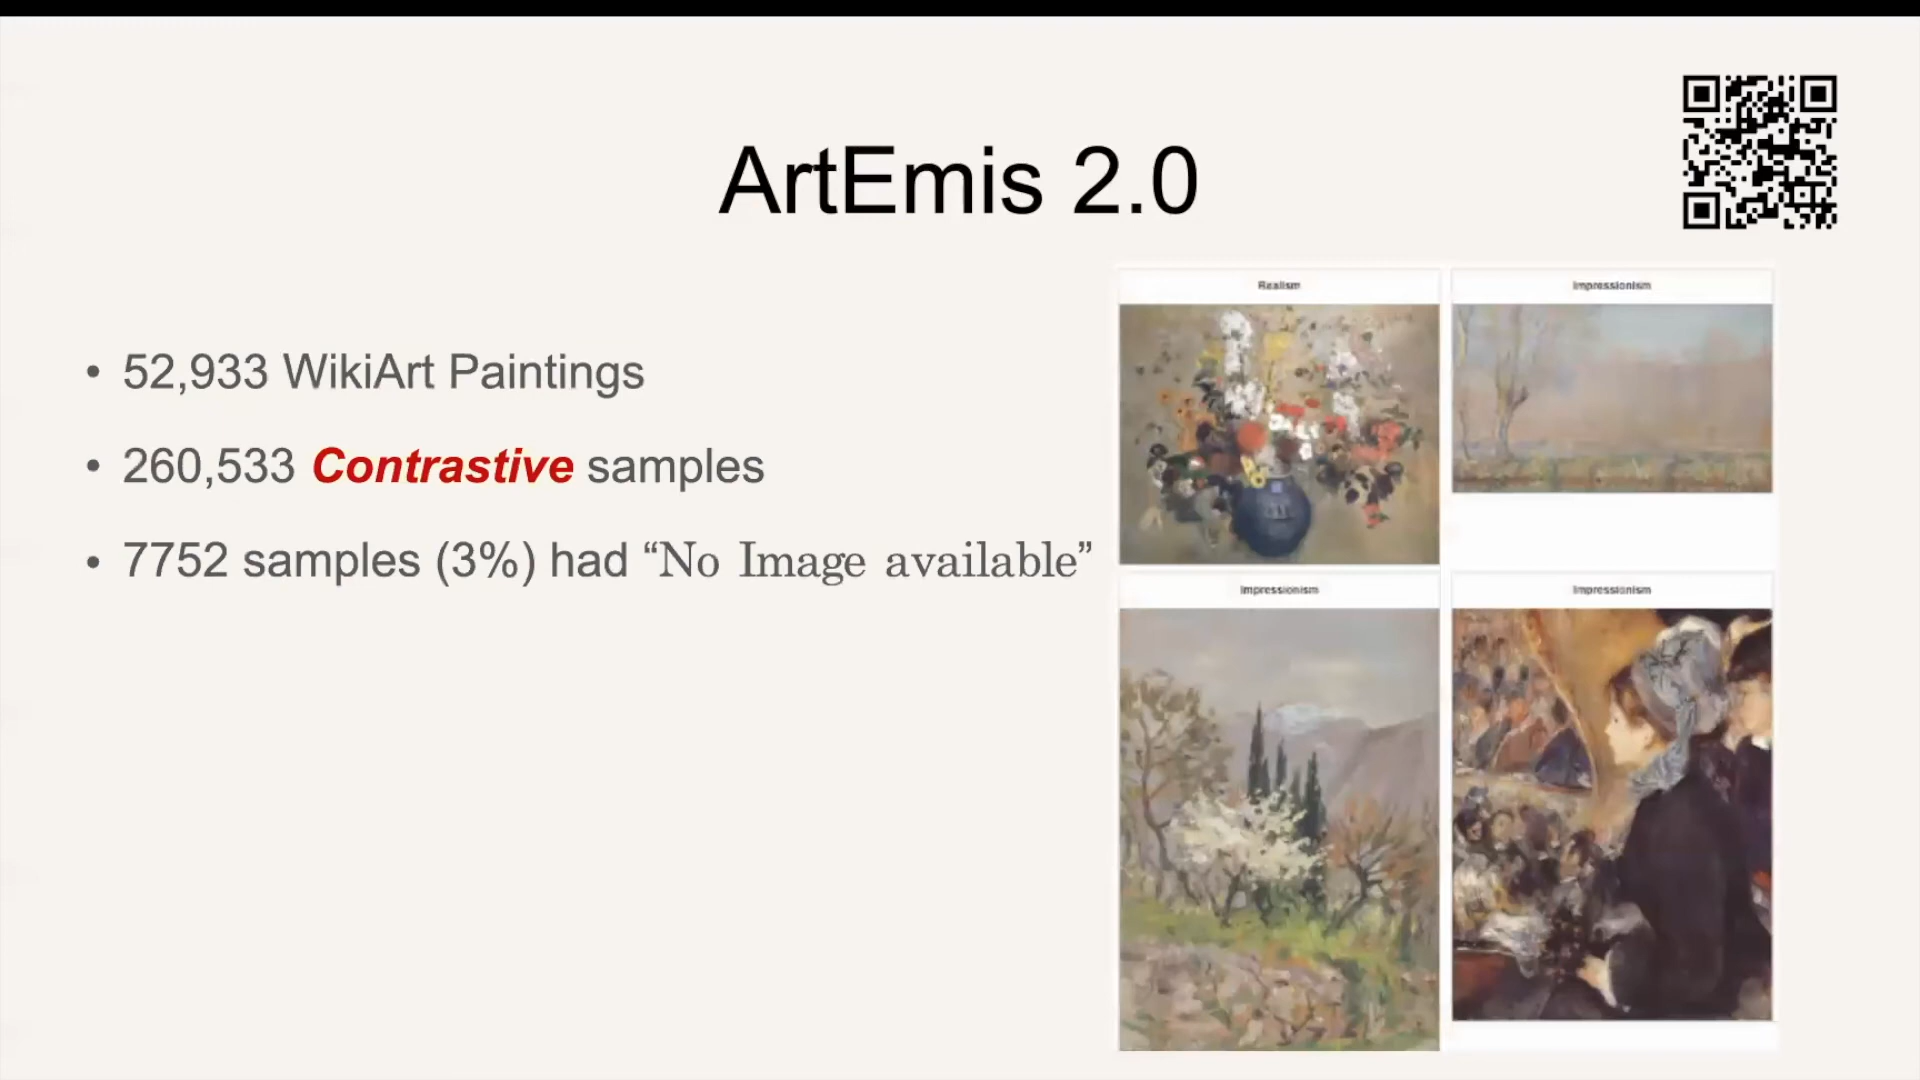 ArtEmis 2.0
• 52,933 WikiArt Paintings
• 260,533 Contrastive samples
• 7752 samples (3%) had “No Image available”
Realism
Impressionism
Impressionism
Impressionism